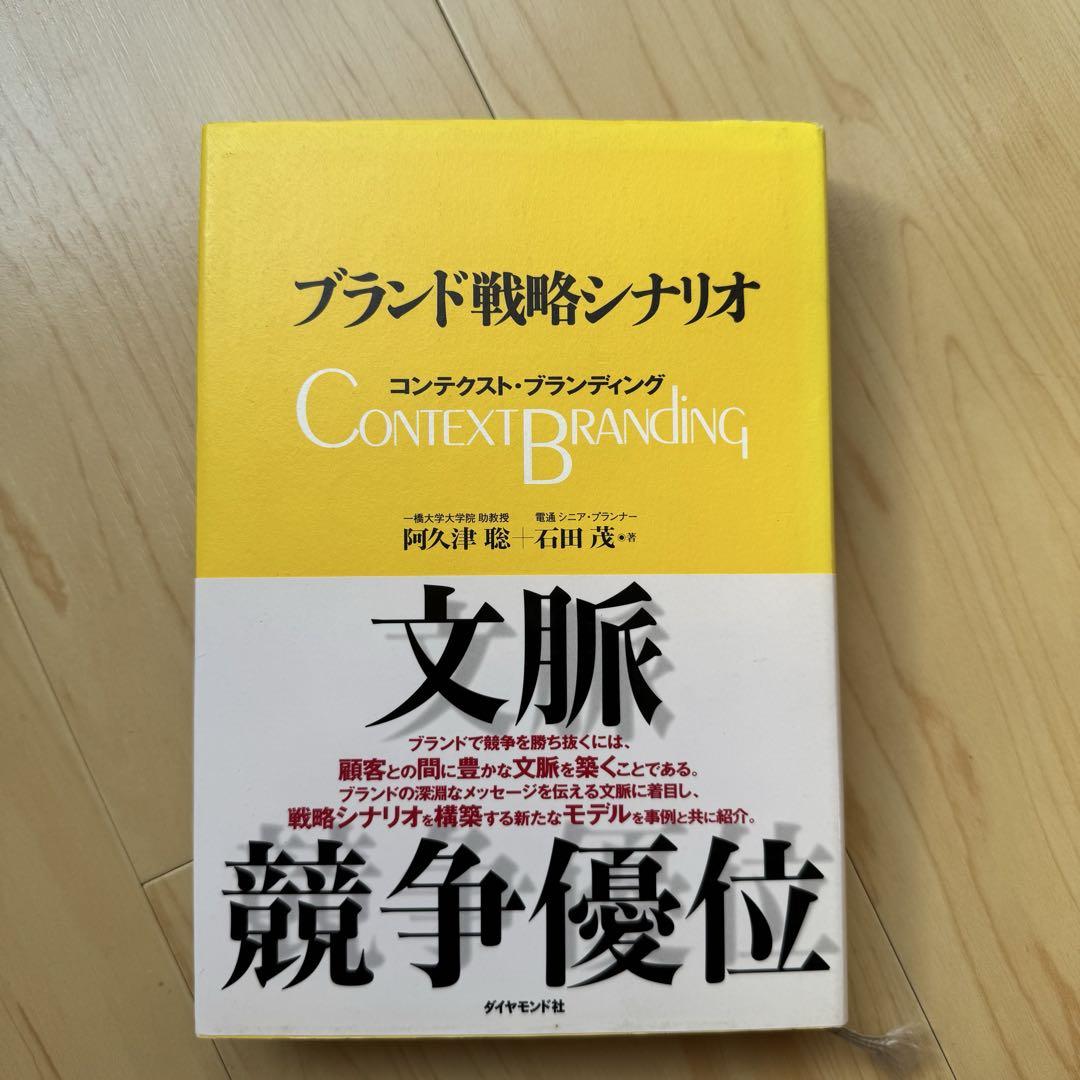 ブランド戦略シナリオ
コンテクスト・ブランディング
CONTEXT BRANdiNG
一橋大学大学院 助教授 電通 シニア・プランナー
阿久津 聡＋石田 茂◉著
文脈
ブランドで競争を勝ち抜くには、
顧客との間に豊かな文脈を築くことである。
ブランドの深淵なメッセージを伝える文脈に着目し、
戦略シナリオを構築する新たなモデルを事例と共に紹介。
競争優位
ダイヤモンド社